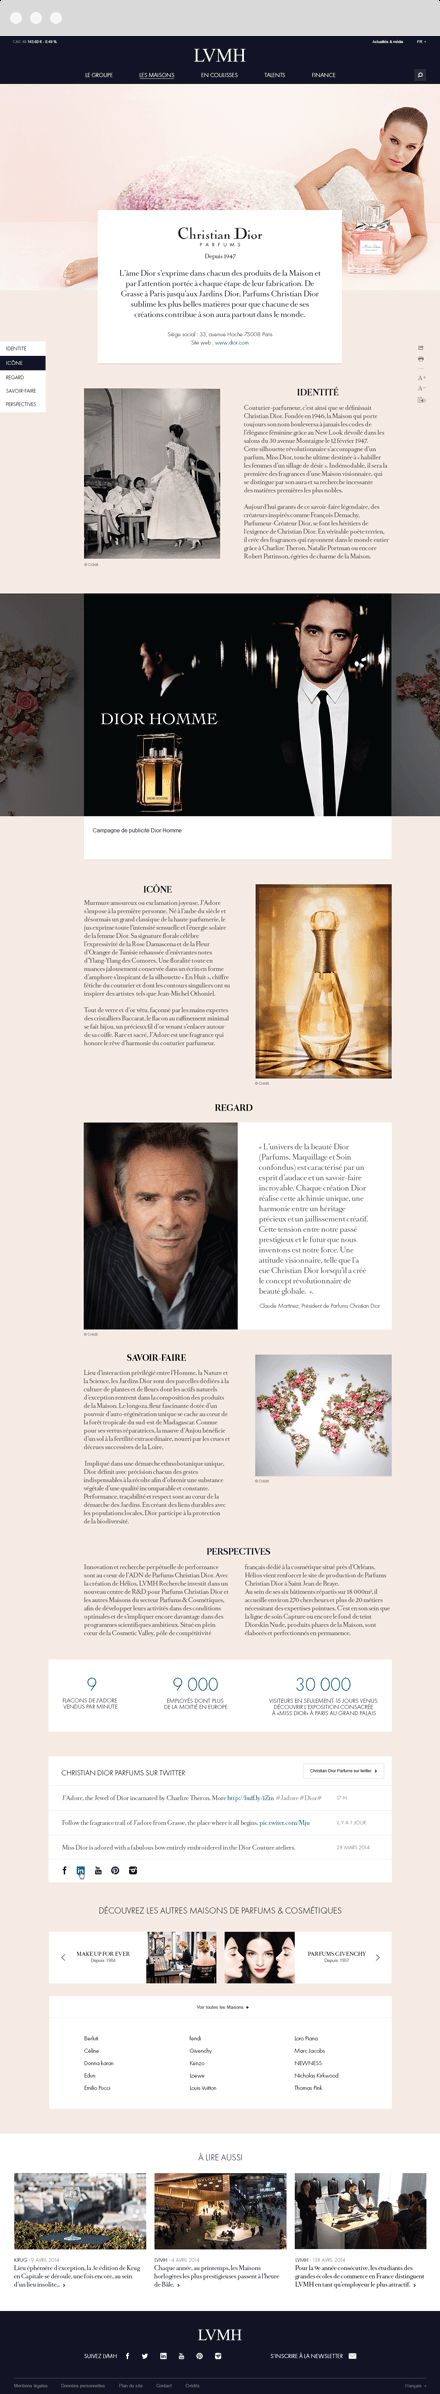 CAC 40 143,60 € - 0.49 %
Actualités & média
FR
LVMH
LE GROUPE
LES MAISONS
EN COULISSES
TALENTS
FINANCE
Christian Dior
PARFUMS
Depuis 1947
L'âme Dior s'exprime dans chacun des produits de la Maison et
par l'attention portée à chaque étape de leur fabrication. De
Grasse à Paris jusqu'aux Jardins Dior, Parfums Christian Dior
sublime les plus belles matières pour que chacune de ses
créations contribue à son aura partout dans le monde.
Siège social : 33, avenue Hoche 75008 Paris
Site web : www.dior.com
IDENTITÉ
ICÔNE
REGARD
SAVOIR-FAIRE
PERSPECTIVES
IDENTITÉ
Couturier-parfumeur, c'est ainsi que se définissait
Christian Dior. Fondée en 1946, la Maison qui porte
toujours son nom bouleversa à jamais les codes de
l'élégance féminine grâce au New Look dévoilé dans les
salons du 30 avenue Montaigne le 12 février 1947.
Cette silhouette révolutionnaire s'accompagne d'un
parfum, Miss Dior, touche ultime destinée à « habiller
les femmes d'un sillage de désir ». Indémodable, il sera la
première des fragrances d'une Maison visionnaire, qui
se distingue par son aura et sa recherche incessante
des matières premières les plus nobles.
Aujourd'hui garants de ce savoir-faire légendaire, des
créateurs inspirés comme François Demachy,
Parfumeur-Créateur Dior, se font les héritiers de
l'exigence de Christian Dior. En véritable poète terrien,
il crée des fragrances qui rayonnent dans le monde entier
grâce à Charlize Theron, Natalie Portman ou encore
Robert Pattinson, égéries de charme de la Maison.
© Crédit
DIOR HOMME
Campagne de publicité Dior Homme
ICÔNE
Murmure amoureux ou exclamation joyeuse, J'Adore
s'impose à la première personne. Né à l'aube du siècle et
désormais un grand classique de la haute parfumerie, le
jus exprime toute l'intensité sensuelle et l'énergie solaire
de la femme Dior. Sa signature florale célèbre
l'expressivité de la Rose Damascena et de la Fleur
d'Oranger de Tunisie rehaussée d'enivrantes notes
d'Ylang-Ylang des Comores. Une floralité toute en
nuances jalousement conservée dans un écrin en forme
d'amphore s'inspirant de la silhouette « En Huit », chiffre
fétiche du couturier et dont les contours singuliers ont su
inspirer des artistes, tels que Jean-Michel Othoniel.
Tout de verre et d'or vêtu, façonné par les mains expertes
des cristalliers Baccarat, le flacon au raffinement minimal
se fait bijou, un précieux fil d'or venant s'enlacer autour
de sa coiffe. Rare et sacré, J'Adore est une fragrance qui
honore le rêve d'harmonie du couturier parfumeur.
© Crédit
REGARD
« L'univers de la beauté Dior
(Parfums, Maquillage et Soin
confondus) est caractérisé par un
esprit d'audace et un savoir-faire
incroyable. Chaque création Dior
réalise cette alchimie unique, une
harmonie entre un héritage
précieux et un jaillissement créatif.
Cette tension entre notre passé
prestigieux et le futur que nous
inventons est notre force. Une
attitude visionnaire, telle que l'a
eue Christian Dior lorsqu'il a créé
le concept révolutionnaire de
beauté globale. ».
Claude Martinez, Président de Parfums Christian Dior
© Crédit
SAVOIR-FAIRE
Lieu d'interaction privilégié entre l'Homme, la Nature et
la Science, les Jardins Dior sont des parcelles dédiées à la
culture de plantes et de fleurs dont les actifs naturels
d'exception rentrent dans la composition des produits
de la Maison. Le longoza, fleur fascinante dotée d'un
pouvoir d'auto-régénération unique se cache au cœur de
la forêt tropicale du sud-est de Madagascar. Connue
pour ses vertus réparatrices, la mauve d'Anjou bénéficie
d'un sol à la fertilité extraordinaire, nourri par les crues et
décrues successives de la Loire.
Impliqué dans une démarche ethnobotanique unique,
Dior définit avec précision chacun des gestes
indispensables à la récolte afin d'obtenir une substance
végétale d'une qualité incomparable et constante.
Performance, traçabilité et respect sont au cœur de la
démarche des Jardins. En créant des liens durables avec
les populations locales, Dior participe à la protection
de la biodiversité.
© Crédit
PERSPECTIVES
Innovation et recherche perpétuelle de performance
sont au cœur de l'ADN de Parfums Christian Dior. Avec
la création de Hélios, LVMH Recherche investit dans un
nouveau centre de R&D pour Parfums Christian Dior et
les autres Maisons du secteur Parfums & Cosmétiques,
afin de développer leurs activités dans des conditions
optimales et de s'impliquer encore davantage dans des
programmes scientifiques ambitieux. Situé en plein
cœur de la Cosmetic Valley, pôle de compétitivité
français dédié à la cosmétique situé près d'Orléans,
Hélios vient renforcer le site de production de Parfums
Christian Dior à Saint Jean de Braye.
Au sein de ses six bâtiments répartis sur 18 000m², il
accueille environ 270 chercheurs et plus de 20 métiers
nécessitant des expertises pointues. C'est en son sein que
la ligne de soin Capture ou encore le fond de teint
Diorskin Nude, produits phares de la Maison, sont
élaborés et perfectionnés en permanence.
9
FLACONS DE J'ADORE
VENDUS PAR MINUTE
9 000
EMPLOYÉS DONT PLUS
DE LA MOITIÉ EN EUROPE
30 000
VISITEURS EN SEULEMENT 15 JOURS VENUS
DÉCOUVRIR L'EXPOSITION CONSACRÉE
À «MISS DIOR» À PARIS AU GRAND PALAIS
CHRISTIAN DIOR PARFUMS SUR TWITTER
Christian Dior Parfums sur twitter
J'Adore, the Jewel of Dior incarnated by Charlize Theron. More http://buff.ly/1iZm #Jadore #Dior#
17 H
Follow the fragrance trail of J'adore from Grasse, the place where it all begins. pic.twiter.com/Mju
IL Y A 1 JOUR
Miss Dior is adored with a fabulous bow entirely embroidered in the Dior Couture ateliers.
28 MARS 2014
DÉCOUVREZ LES AUTRES MAISONS DE PARFUMS & COSMÉTIQUES
MAKE UP FOR EVER
Depuis 1984
PARFUMS GIVENCHY
Depuis 1957
Voir toutes les Maisons
Berluti
fendi
Loro Piana
Céline
Givenchy
Marc Jacobs
Donna karan
Kenzo
NEWNESS
Edun
Loewe
Nicholas Kirkwood
Emilio Pucci
Louis Vuitton
Thomas Pink
À LIRE AUSSI
KRUG - 9 AVRIL 2014
Lieu éphémère d'exception, la 3e édition de Krug
en Capitale se déroule, une fois encore, au sein
d'un lieu insolite...
LVMH - 4 AVRIL 2014
Chaque année, au printemps, les Maisons
horlogères les plus prestigieuses passent à l'heure
de Bâle.
LVMH - 1ER AVRIL 2014
Pour la 9e année consécutive, les étudiants des
grandes écoles de commerce en France distinguent
LVMH en tant qu'employeur le plus attractif.
LVMH
SUIVEZ LVMH
S'INSCRIRE À LA NEWSLETTER
Mentions légales
Données personnelles
Plan du site
Contact
Crédits
Français